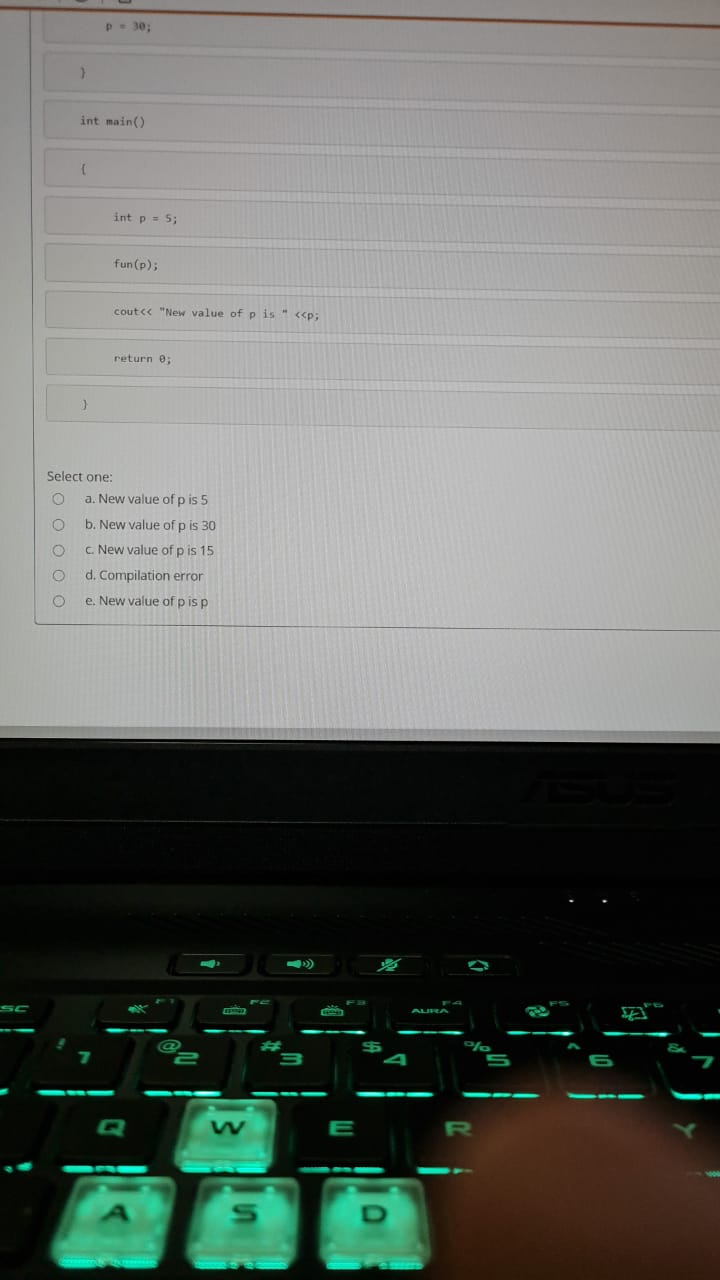 p = 30;
}
int main()
{
int p = 5;
fun(p);
cout<< "New value of p is " <<p;
return 0;
}
Select one:
a. New value of p is 5
b. New value of p is 30
c. New value of p is 15
d. Compilation error
e. New value of p is p
ASUS
F1 F2 F3 F4 F5 F6
SC AURA
! 1 @ 2 # 3 $ 4 % 5 ^ 6 & 7
Q W E R Y
A S D